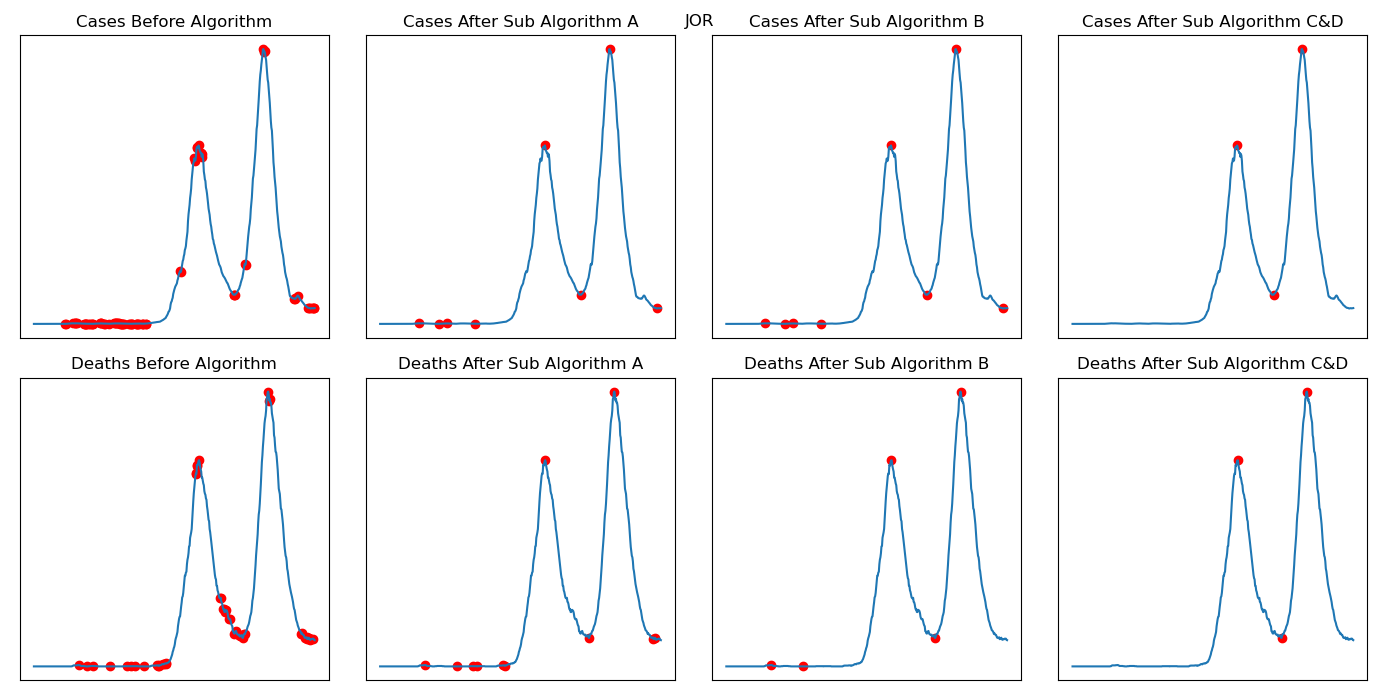 JOR
Cases Before Algorithm
Cases After Sub Algorithm A
Cases After Sub Algorithm B
Cases After Sub Algorithm C&D
Deaths Before Algorithm
Deaths After Sub Algorithm A
Deaths After Sub Algorithm B
Deaths After Sub Algorithm C&D